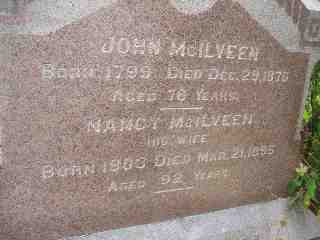 JOHN McILVEEN
BORN 1799 DIED DEC. 29, 1876
AGED 76 YEARS.
NANCY McILVEEN
HIS WIFE
BORN 1803 DIED MAR. 21, 1895
AGED 92 YEARS